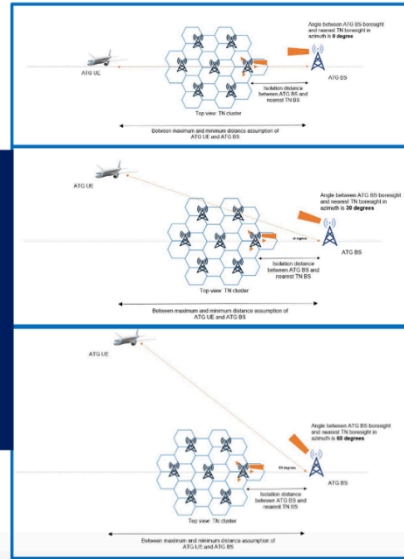 Angle between ATG BS boresight
and nearest TN boresight in
azimuth is 0 degree
ATG UE
ATG BS
Isolation distance
between ATG BS and
nearest TN BS
Top view: TN cluster
Between maximum and minimum distance assumption of
ATG UE and ATG BS
ATG UE
Angle between ATG BS boresight
and nearest TN boresight in
azimuth is 30 degrees
ATG BS
Isolation distance
between ATG BS and
nearest TN BS
Top view: TN cluster
Between maximum and minimum distance assumption of
ATG UE and ATG BS
ATG UE
Angle between ATG BS boresight
and nearest TN boresight in
azimuth is 60 degrees
60 degrees
ATG BS
Isolation distance
between ATG BS and
nearest TN BS
Top view: TN cluster
Between maximum and minimum distance assumption of
ATG UE and ATG BS